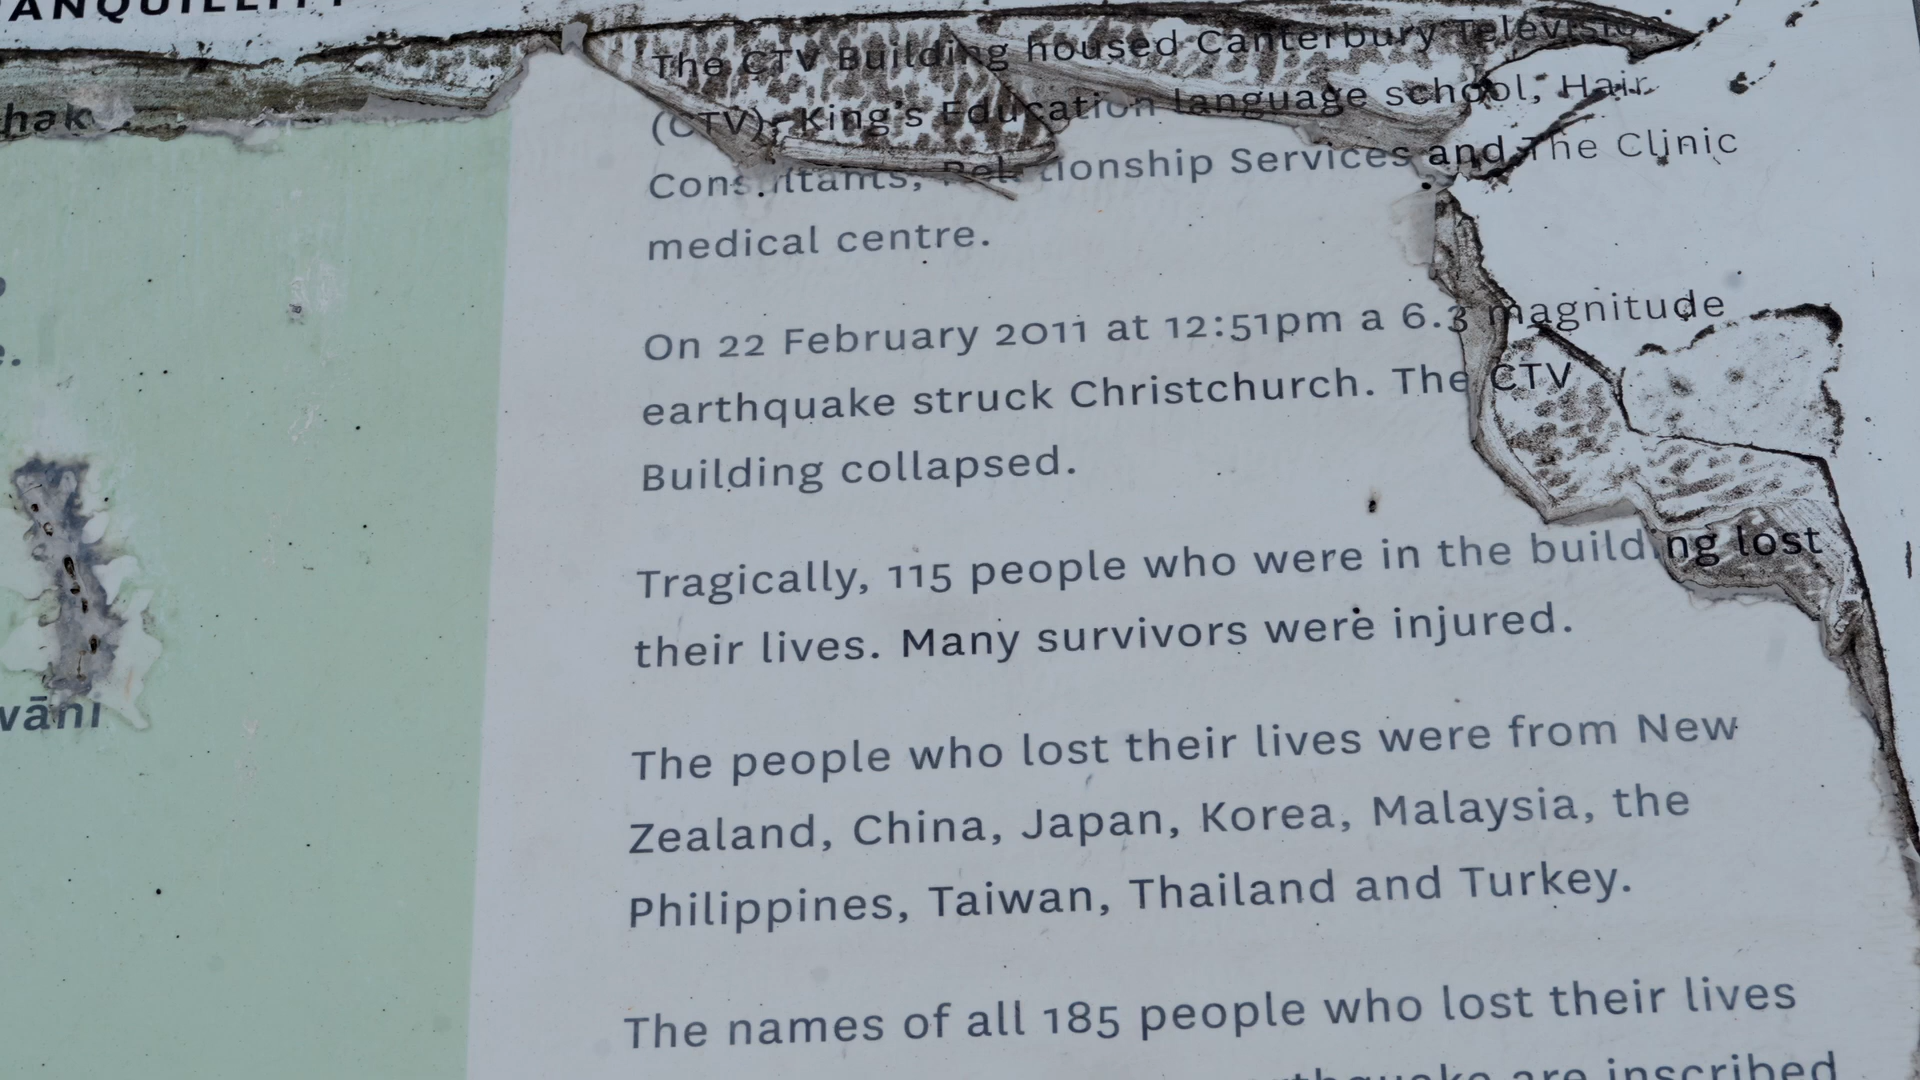 The CTV Building housed Canterbury Television
(CTV), King's Education language school, Hair
Consultants, Relationship Services and The Clinic
medical centre.
On 22 February 2011 at 12:51pm a 6.3 magnitude
earthquake struck Christchurch. The CTV
Building collapsed.
Tragically, 115 people who were in the building lost
their lives. Many survivors were injured.
The people who lost their lives were from New
Zealand, China, Japan, Korea, Malaysia, the
Philippines, Taiwan, Thailand and Turkey.
The names of all 185 people who lost their lives
are inscribed